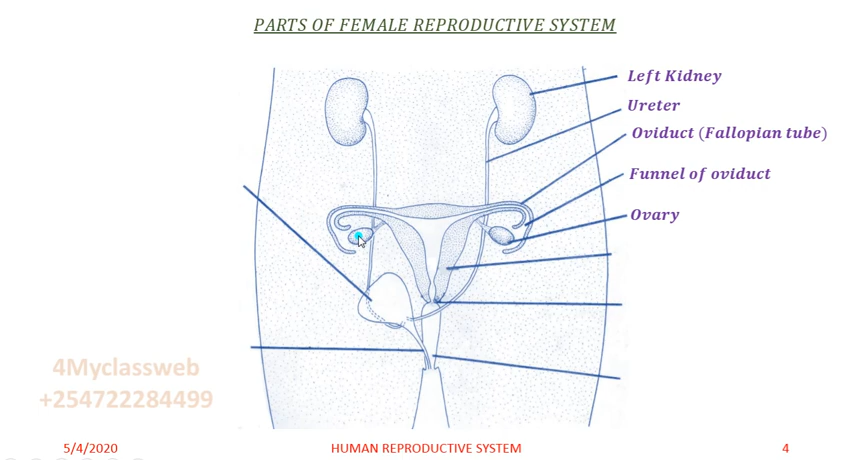 PARTS OF FEMALE REPRODUCTIVE SYSTEM
Left Kidney
Ureter
Oviduct (Fallopian tube)
Funnel of oviduct
Ovary
4Myclassweb
+254722284499
5/4/2020
HUMAN REPRODUCTIVE SYSTEM
4